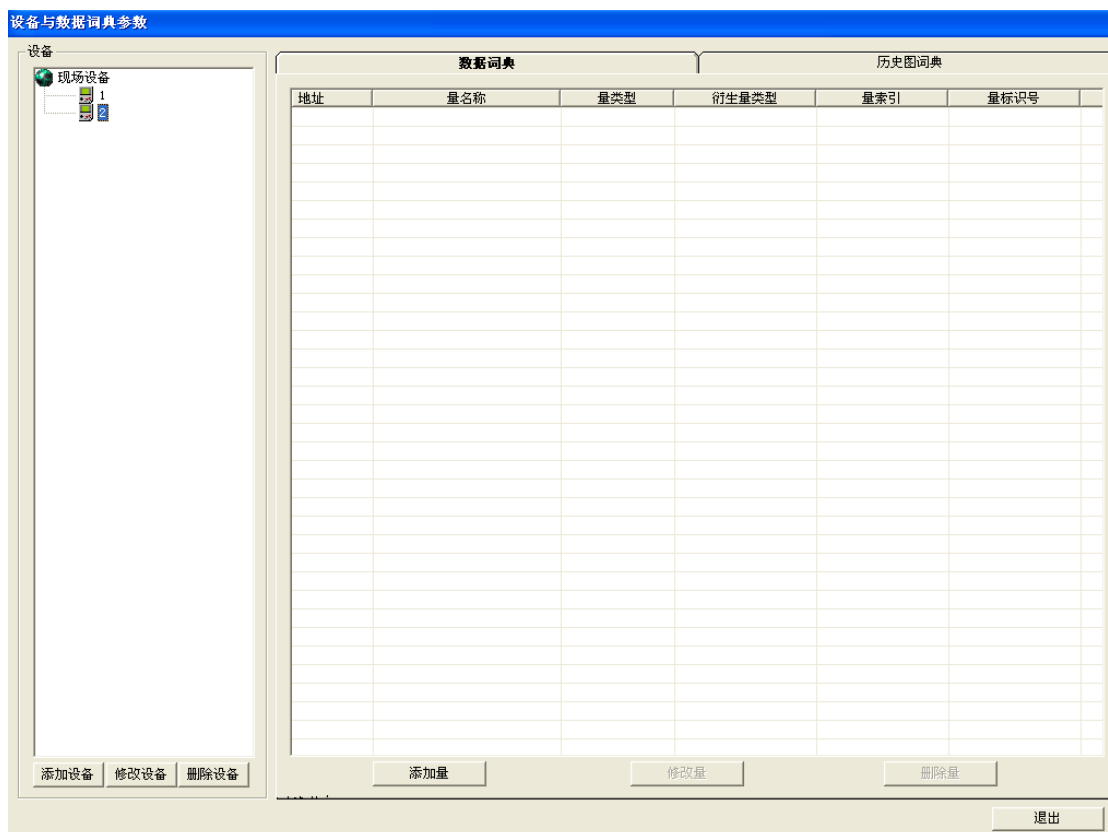 设备与数据词典参数
设备
现场设备
1
2
数据词典 历史图词典
地址 量名称 量类型 衍生量类型 量索引 量标识号
添加设备 修改设备 删除设备
添加量 修改量 删除量
退出